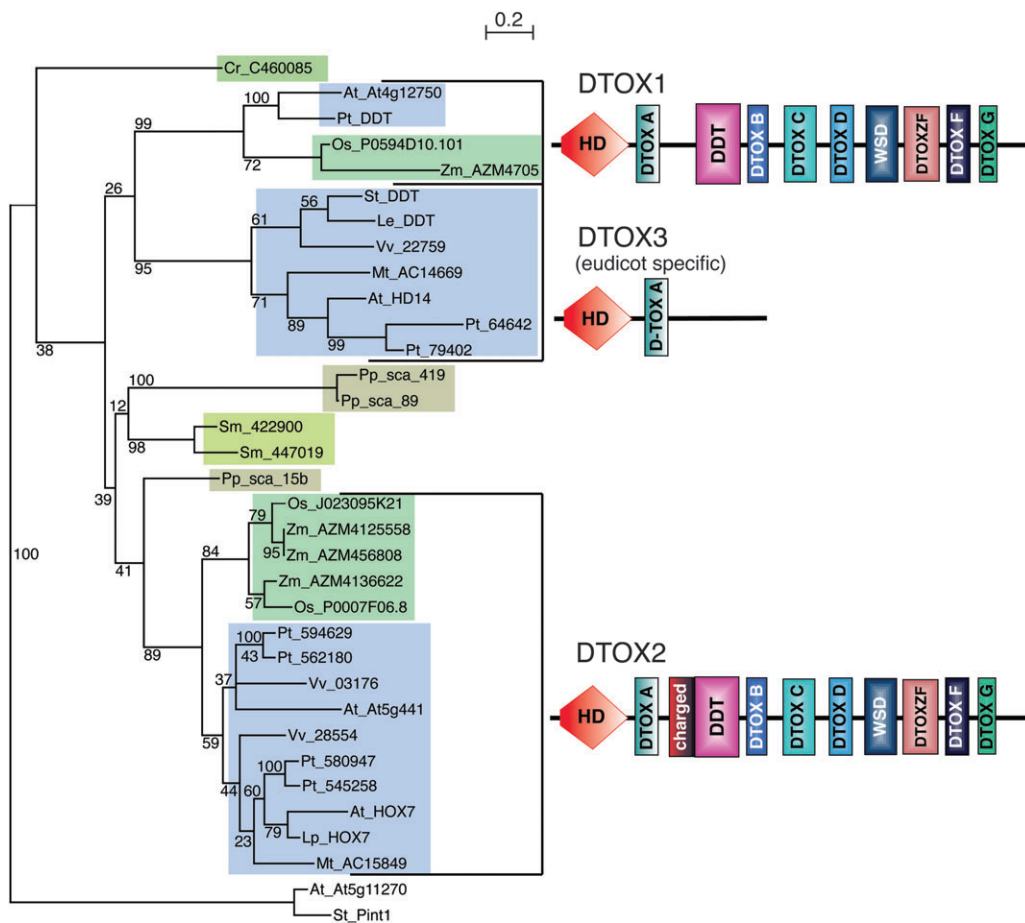 0.2
Cr_C460085
100
At_At4g12750
Pt_DDT
99
72
Os_P0594D10.101
Zm_AZM4705
26
56
St_DDT
Le_DDT
61
Vv_22759
95
Mt_AC14669
71
At_HD14
89
Pt_64642
99
Pt_79402
38
100
Pp_sca_419
Pp_sca_89
12
Sm_422900
98
Sm_447019
39
Pp_sca_15b
79
Os_J023095K21
Zm_AZM4125558
95
Zm_AZM456808
84
Zm_AZM4136622
57
Os_P0007F06.8
100
41
89
100
Pt_594629
43
Pt_562180
37
Vv_03176
At_At5g441
59
Vv_28554
44
100
Pt_580947
60
Pt_545258
At_HOX7
79
Lp_HOX7
23
Mt_AC15849
At_At5g11270
St_Pint1
DTOX1
HD
DTOX A
DDT
DTOX B
DTOX C
DTOX D
WSD
DTOXZF
DTOX F
DTOX G
DTOX3
(eudicot specific)
HD
D-TOX A
DTOX2
HD
DTOX A
charged
DDT
DTOX B
DTOX C
DTOX D
WSD
DTOXZF
DTOX F
DTOX G